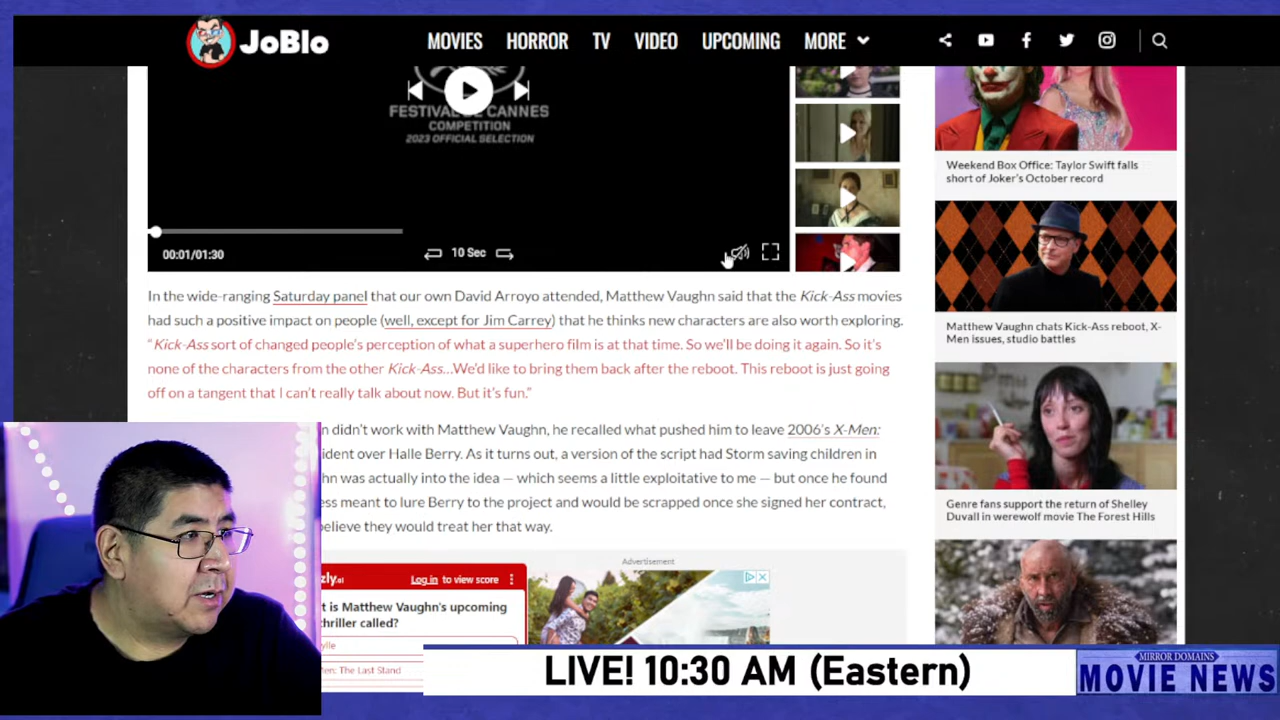 JoBlo
MOVIES HORROR TV VIDEO UPCOMING MORE
FESTIVAL DE CANNES
COMPETITION
2023 OFFICIAL SELECTION
00:01/01:30
10 Sec
In the wide-ranging Saturday panel that our own David Arroyo attended, Matthew Vaughn said that the Kick-Ass movies
had such a positive impact on people (well, except for Jim Carrey) that he thinks new characters are also worth exploring.
"Kick-Ass sort of changed people's perception of what a superhero film is at that time. So we'll be doing it again. So it's
none of the characters from the other Kick-Ass…We'd like to bring them back after the reboot. This reboot is just going
off on a tangent that I can't really talk about now. But it's fun."
n didn't work with Matthew Vaughn, he recalled what pushed him to leave 2006's X-Men:
ident over Halle Berry. As it turns out, a version of the script had Storm saving children in
hn was actually into the idea — which seems a little exploitative to me — but once he found
ss meant to lure Berry to the project and would be scrapped once she signed her contract,
believe they would treat her that way.
Advertisement
zly.ai Log in to view score
t is Matthew Vaughn's upcoming
thriller called?
ylle
en: The Last Stand
Weekend Box Office: Taylor Swift falls
short of Joker's October record
Matthew Vaughn chats Kick-Ass reboot, X-
Men issues, studio battles
Genre fans support the return of Shelley
Duvall in werewolf movie The Forest Hills
LIVE! 10:30 AM (Eastern)
MIRROR DOMAINS
MOVIE NEWS